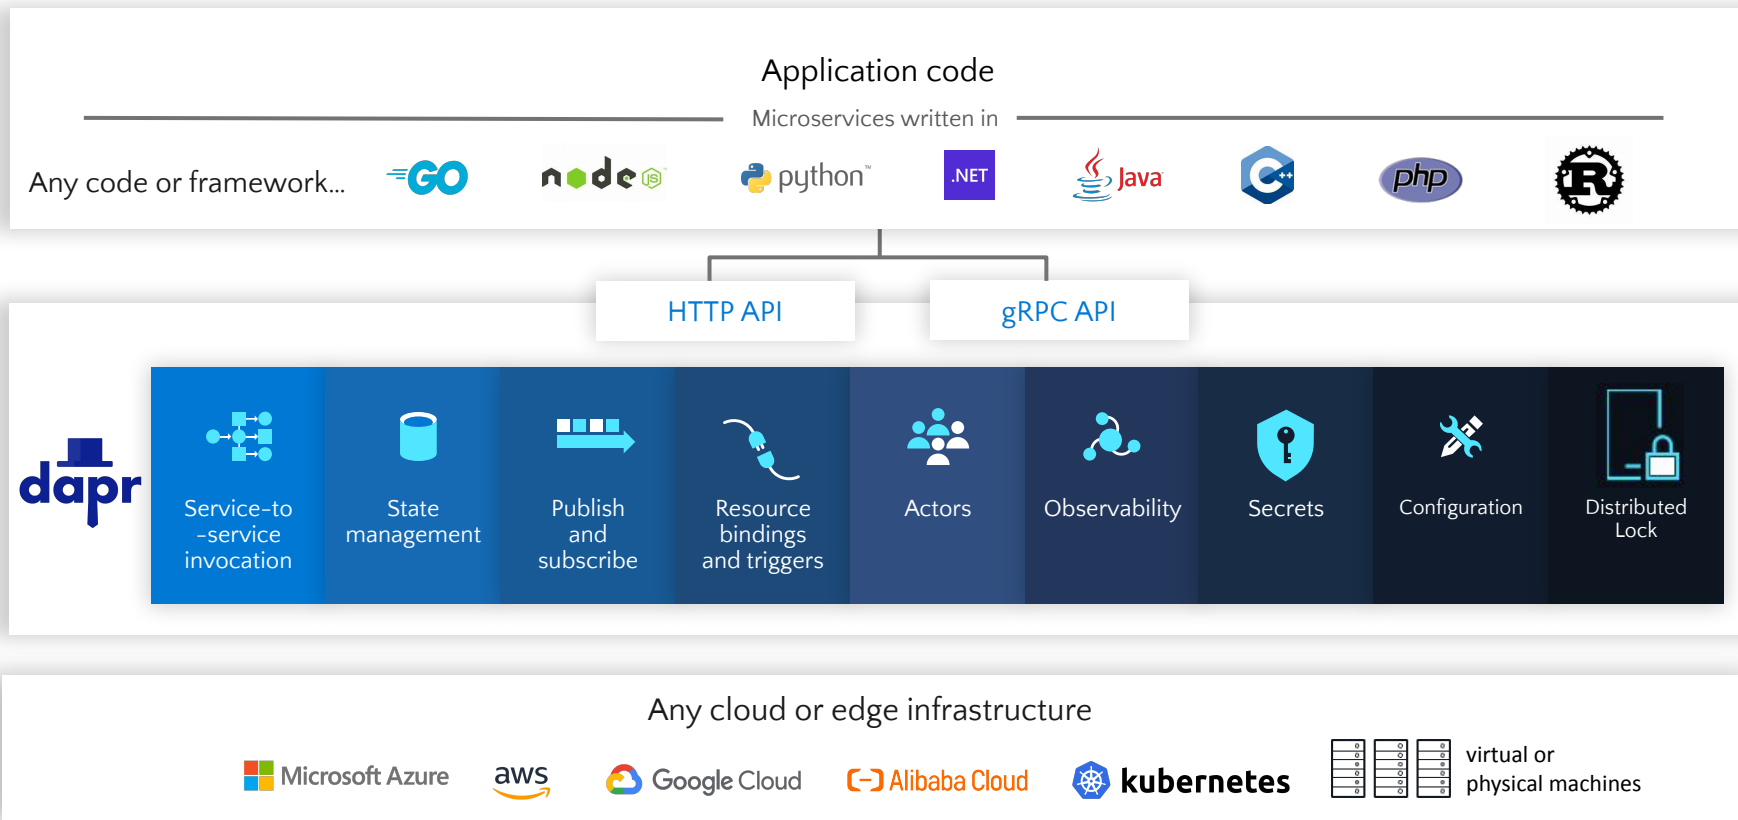 Application code
Microservices written in
Any code or framework...
GO
node JS
python™
.NET
Java
C++
php
R
HTTP API
gRPC API
dapr
Service-to
-service
invocation
State
management
Publish
and
subscribe
Resource
bindings
and triggers
Actors
Observability
Secrets
Configuration
Distributed
Lock
Any cloud or edge infrastructure
Microsoft Azure
aws
Google Cloud
Alibaba Cloud
kubernetes
virtual or
physical machines